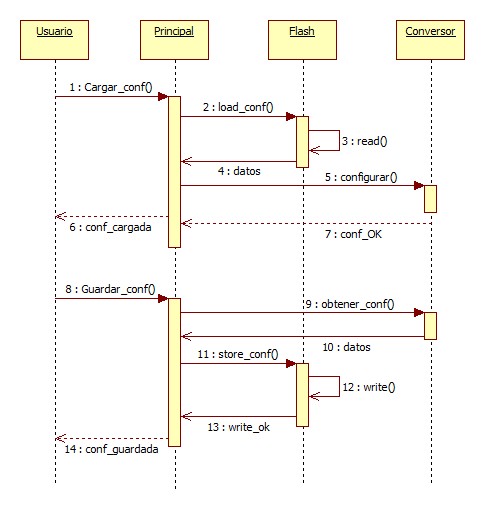 Usuario
Principal
Flash
Conversor
1 : Cargar_conf()
2 : load_conf()
3 : read()
4 : datos
5 : configurar()
6 : conf_cargada
7 : conf_OK
8 : Guardar_conf()
9 : obtener_conf()
10 : datos
11 : store_conf()
12 : write()
13 : write_ok
14 : conf_guardada